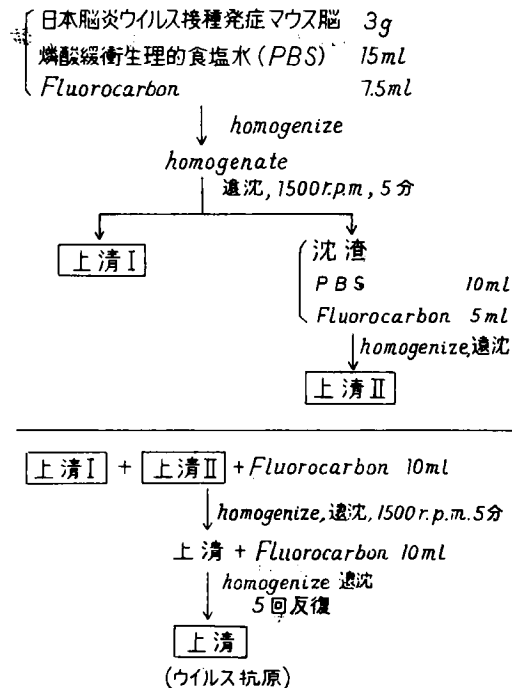 日本脳炎ウイルス接種発症マウス脳 3g
燐酸緩衝生理的食塩水(PBS) 15ml
Fluorocarbon 7.5ml
homogenize
homogenate
遠沈, 1500r.p.m, 5分
上清I
沈渣
PBS 10ml
Fluorocarbon 5ml
homogenize,遠沈
上清II
上清I + 上清II + Fluorocarbon 10ml
homogenize, 遠沈, 1500r.p.m. 5分
上清 + Fluorocarbon 10ml
homogenize 遠沈
5回反復
上清
(ウイルス抗原)